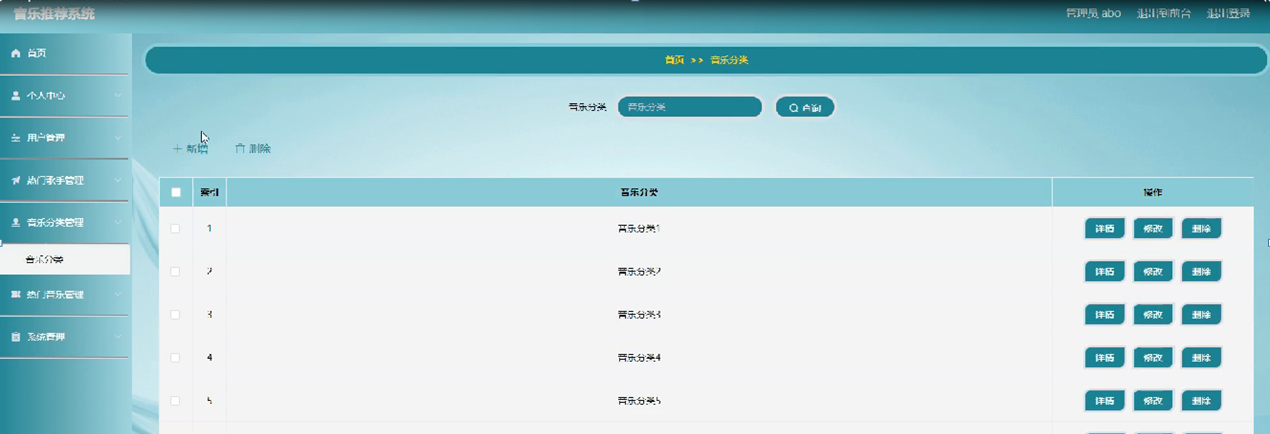 音乐推荐系统 管理员 abo 退出到前台 退出登录
首页
个人中心
用户管理
热门歌手管理
音乐分类管理
音乐分类
热门音乐管理
系统管理
首页 >> 音乐分类
音乐分类 音乐分类 查询
新增 删除
索引 音乐分类 操作
1 音乐分类1 详情 修改 删除
2 音乐分类2 详情 修改 删除
3 音乐分类3 详情 修改 删除
4 音乐分类4 详情 修改 删除
5 音乐分类5 详情 修改 删除